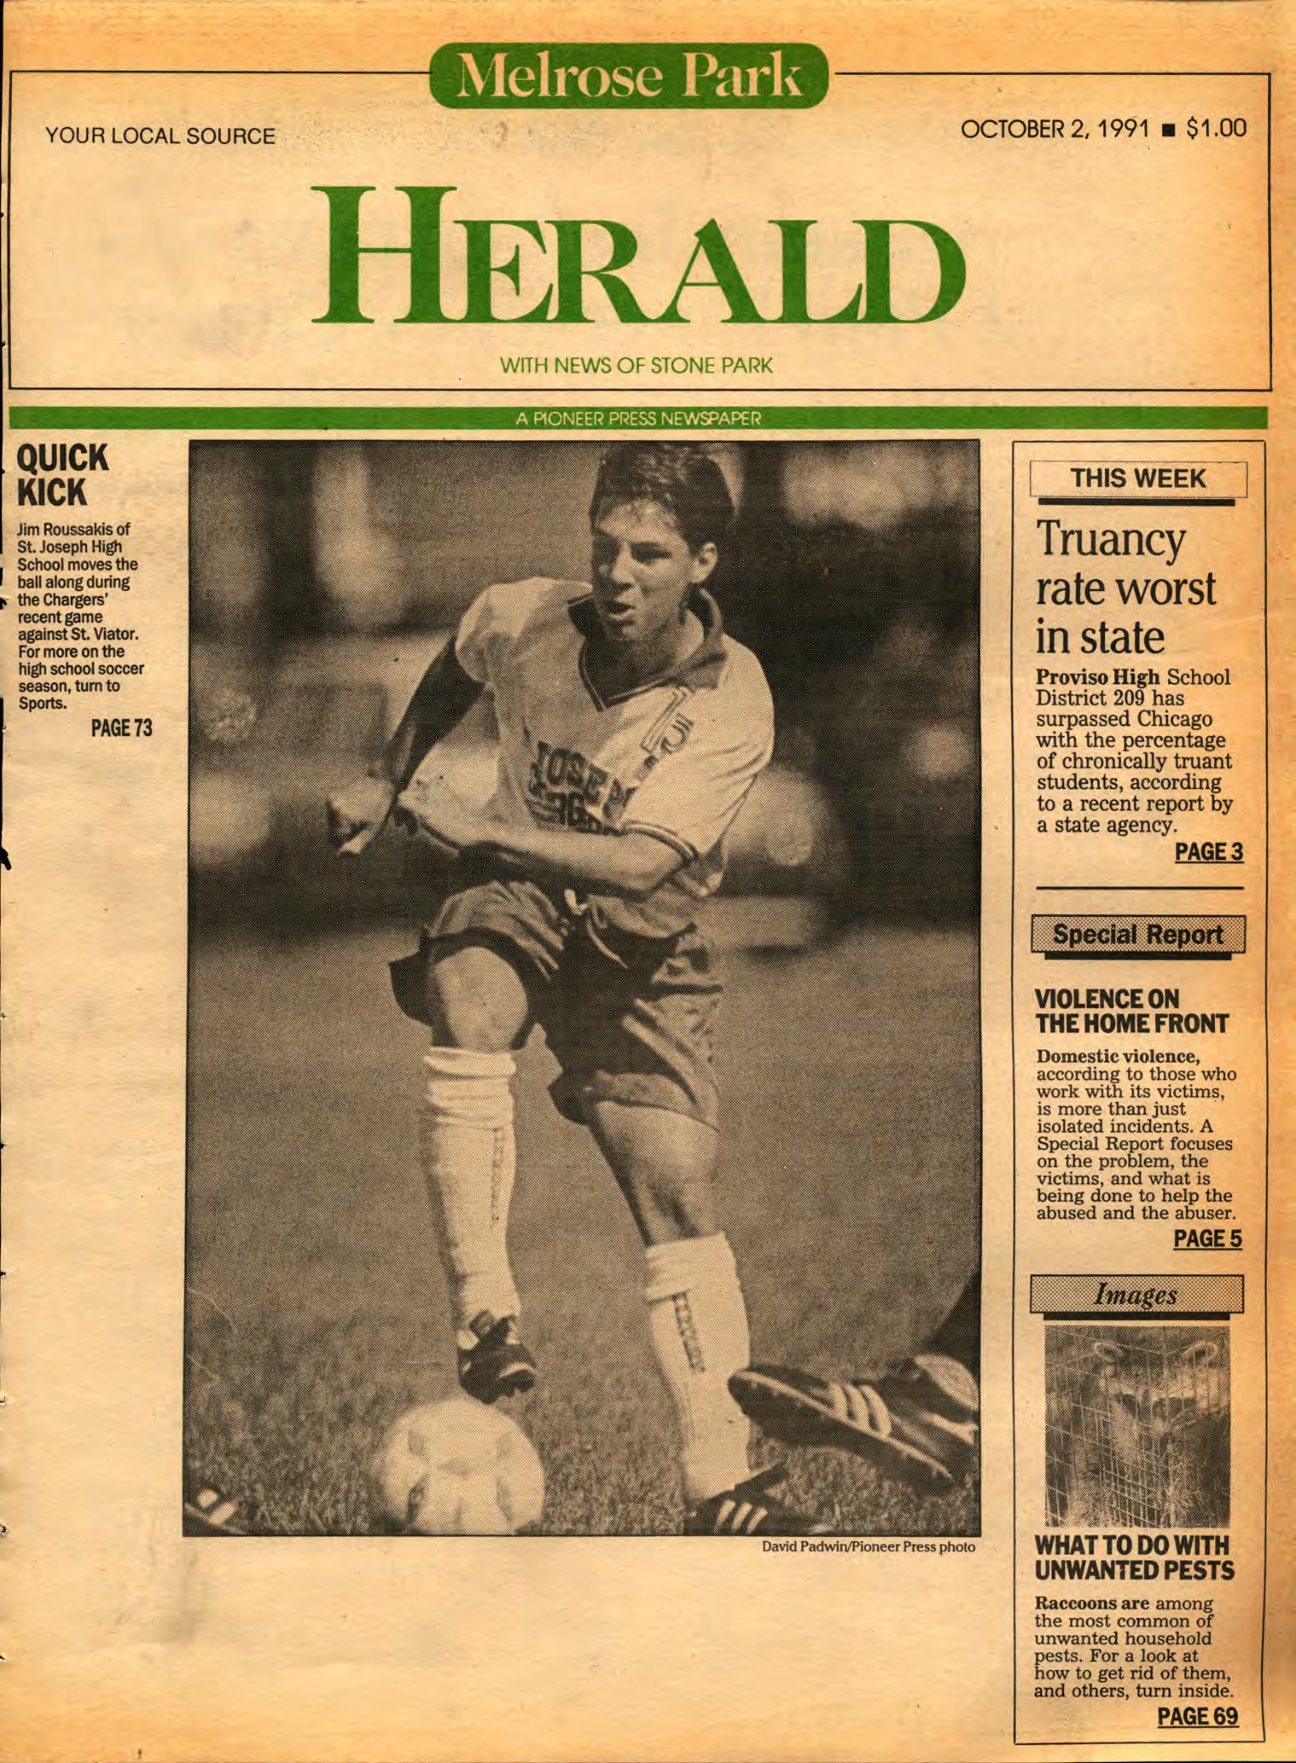 Melrose Park
YOUR LOCAL SOURCE
OCTOBER 2, 1991 ■ $1.00
HERALD
WITH NEWS OF STONE PARK
A PIONEER PRESS NEWSPAPER
QUICK
KICK
Jim Roussakis of
St. Joseph High
School moves the
ball along during
the Chargers'
recent game
against St. Viator.
For more on the
high school soccer
season, turn to
Sports.
PAGE 73
David Padwin/Pioneer Press photo
THIS WEEK
Truancy
rate worst
in state
Proviso High School
District 209 has
surpassed Chicago
with the percentage
of chronically truant
students, according
to a recent report by
a state agency.
PAGE 3
Special Report
VIOLENCE ON
THE HOME FRONT
Domestic violence,
according to those who
work with its victims,
is more than just
isolated incidents. A
Special Report focuses
on the problem, the
victims, and what is
being done to help the
abused and the abuser.
PAGE 5
Images
WHAT TO DO WITH
UNWANTED PESTS
Raccoons are among
the most common of
unwanted household
pests. For a look at
how to get rid of them,
and others, turn inside.
PAGE 69